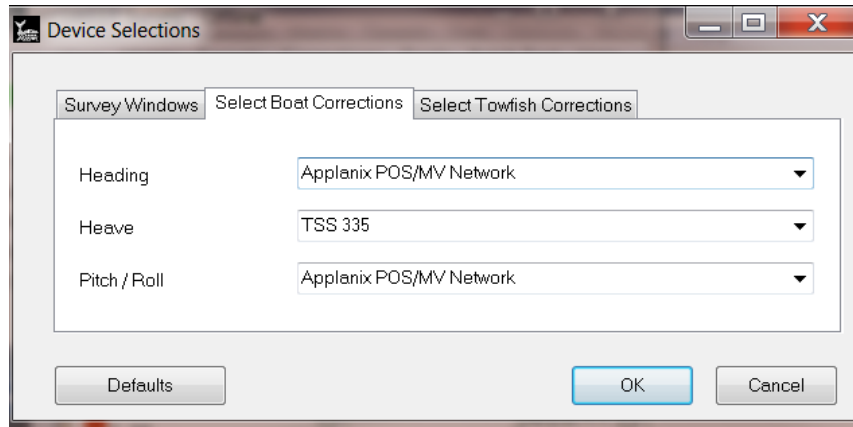 Device Selections
Survey Windows Select Boat Corrections Select Towfish Corrections
Heading Applanix POS/MV Network
Heave TSS 335
Pitch / Roll Applanix POS/MV Network
Defaults OK Cancel